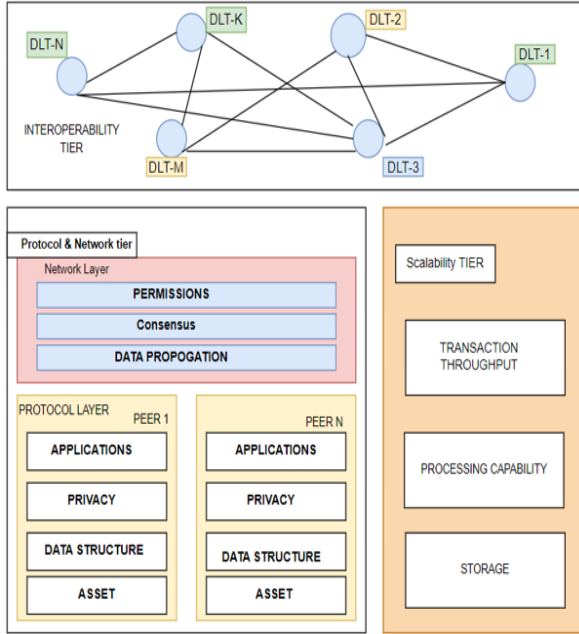 DLT-K
DLT-2
DLT-N
DLT-1
INTEROPERABILITY
TIER
DLT-M
DLT-3
Protocol & Network tier
Network Layer
PERMISSIONS
Consensus
DATA PROPOGATION
PROTOCOL LAYER
PEER 1
APPLICATIONS
PRIVACY
DATA STRUCTURE
ASSET
PEER N
APPLICATIONS
PRIVACY
DATA STRUCTURE
ASSET
Scalability TIER
TRANSACTION
THROUGHPUT
PROCESSING CAPABILITY
STORAGE